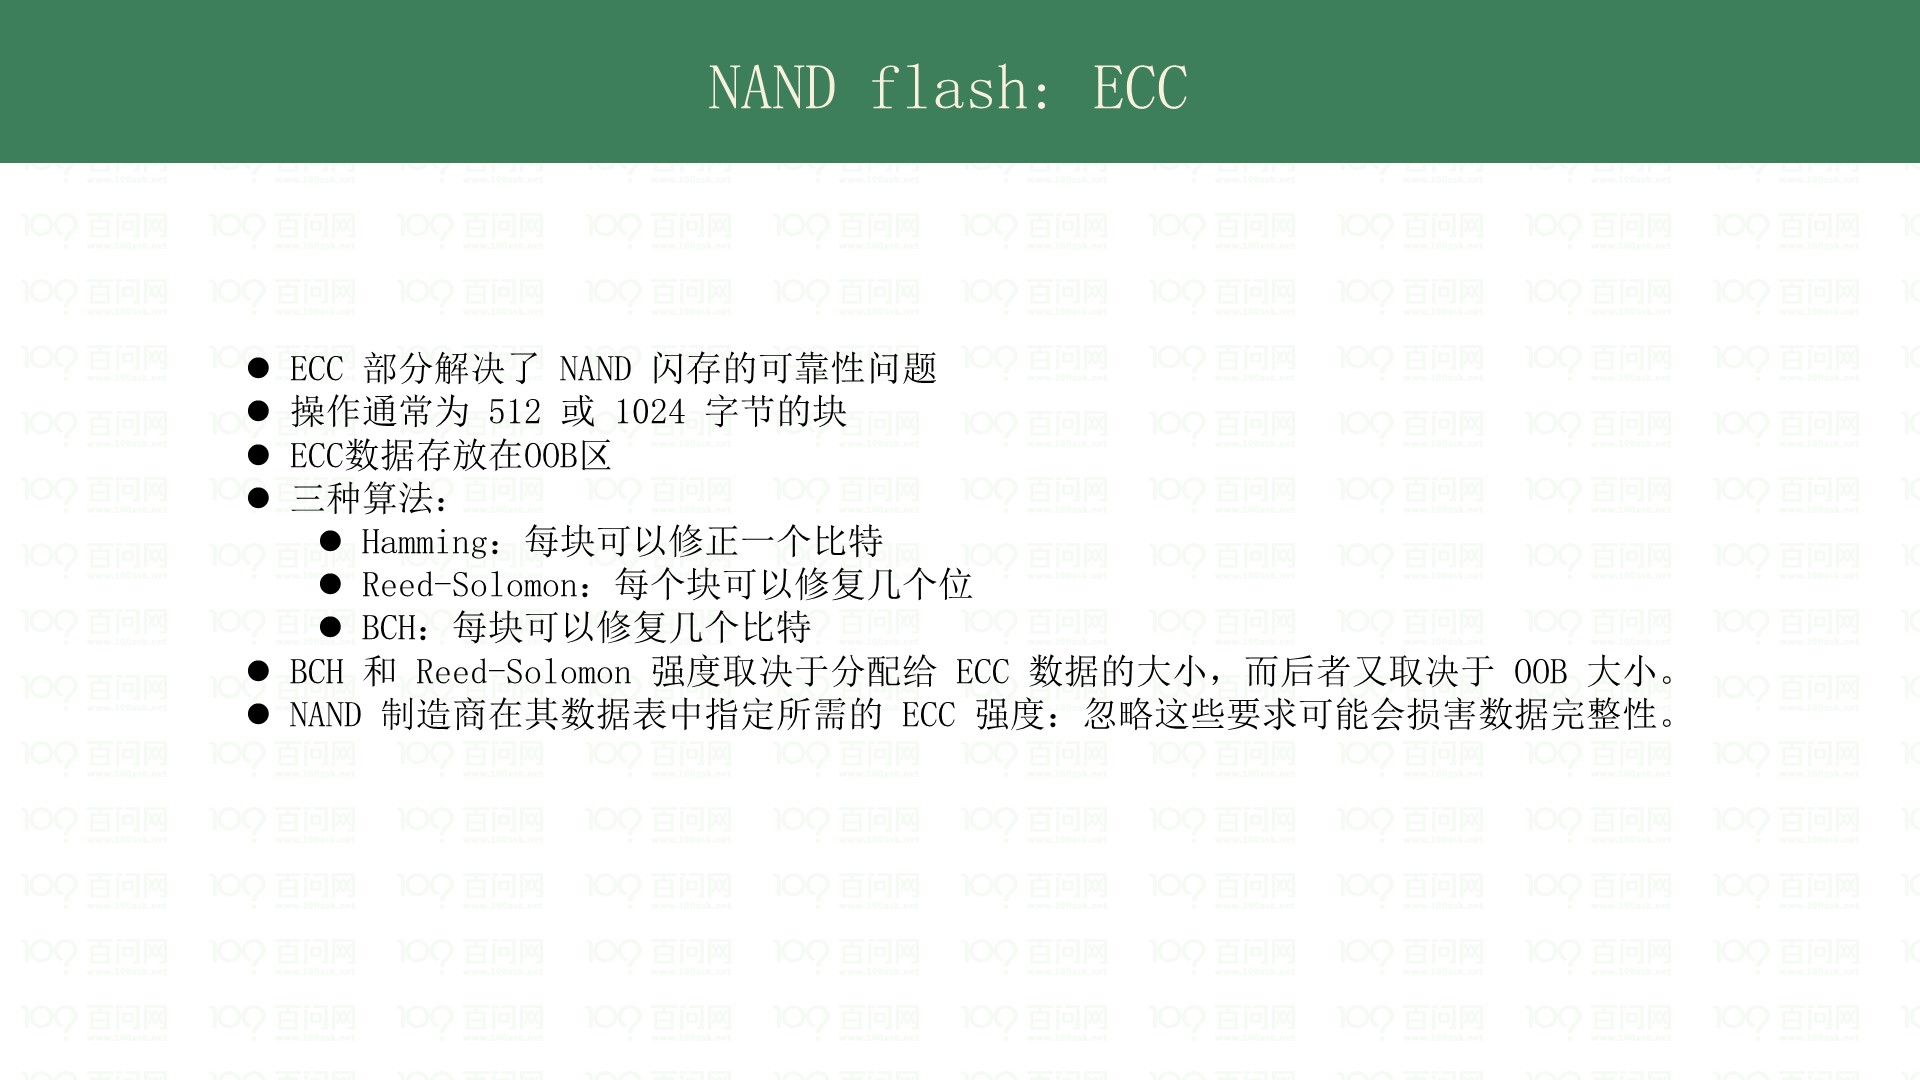 NAND flash: ECC
ECC 部分解决了 NAND 闪存的可靠性问题
操作通常为 512 或 1024 字节的块
ECC数据存放在OOB区
三种算法：
Hamming：每块可以修正一个比特
Reed-Solomon：每个块可以修复几个位
BCH：每块可以修复几个比特
BCH 和 Reed-Solomon 强度取决于分配给 ECC 数据的大小，而后者又取决于 OOB 大小。
NAND 制造商在其数据表中指定所需的 ECC 强度：忽略这些要求可能会损害数据完整性。